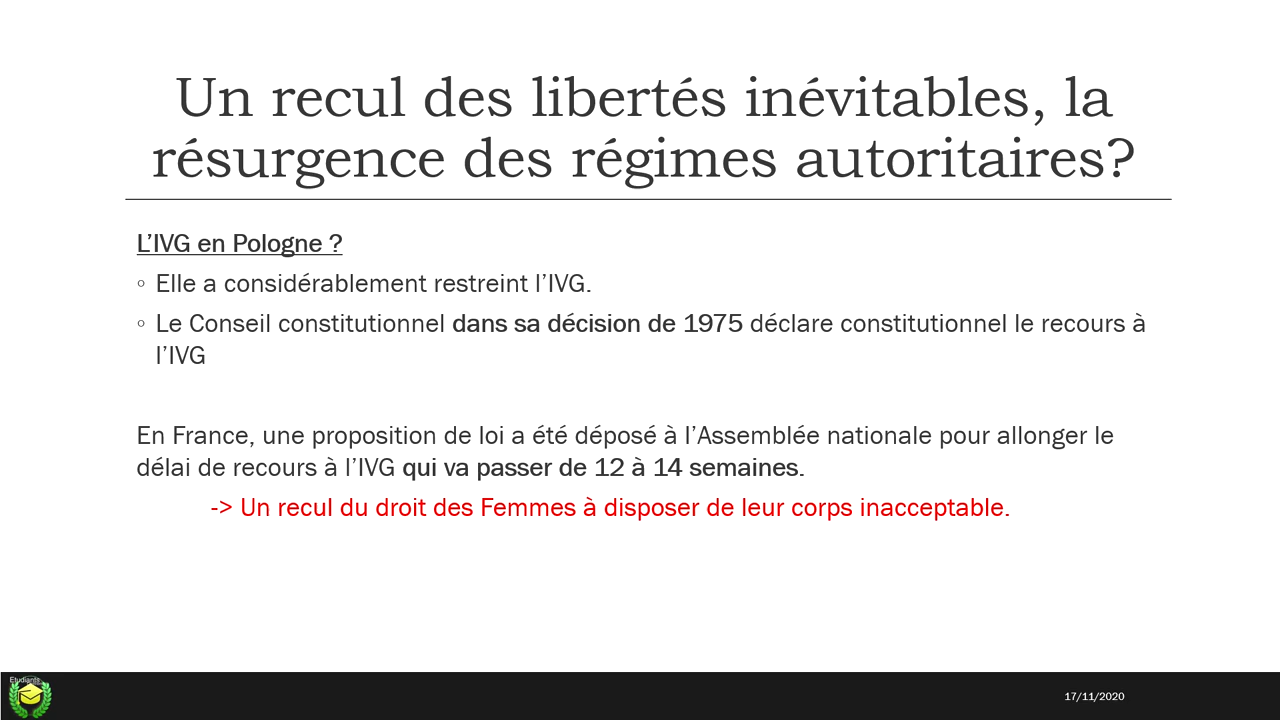 Un recul des libertés inévitables, la
résurgence des régimes autoritaires?
L’IVG en Pologne ?
◦ Elle a considérablement restreint l’IVG.
◦ Le Conseil constitutionnel dans sa décision de 1975 déclare constitutionnel le recours à
l’IVG
En France, une proposition de loi a été déposé à l’Assemblée nationale pour allonger le
délai de recours à l’IVG qui va passer de 12 à 14 semaines.
-> Un recul du droit des Femmes à disposer de leur corps inacceptable.
Etudiants
17/11/2020